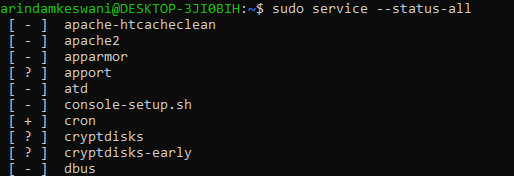 arindamkeswani@DESKTOP-3JI0BIH:~$ sudo service --status-all
[ - ] apache-htcacheclean
[ - ] apache2
[ - ] apparmor
[ ? ] apport
[ - ] atd
[ - ] console-setup.sh
[ + ] cron
[ ? ] cryptdisks
[ ? ] cryptdisks-early
[ - ] dbus